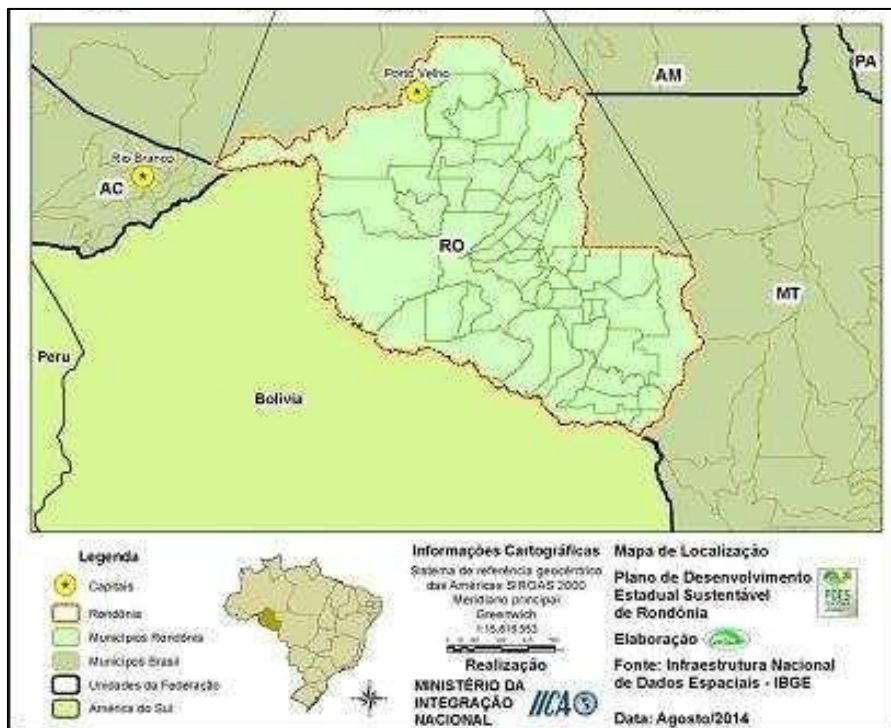 PA
AM
Porto Velho
Rio Branco
AC
RO
MT
Peru
Bolivia
Legenda
Capitais
Rondônia
Municípios Rondônia
Municípios Brasil
Unidades da Federação
América do Sul
Informações Cartográficas
Sistema de referência geocêntrico
das Américas SIRGAS 2000
Meridiano principal
Greenwich
Realização
MINISTÉRIO DA
INTEGRAÇÃO
NACIONAL
IICA
Mapa de Localização
Plano de Desenvolvimento
Estadual Sustentável
de Rondônia
PDES
Elaboração
Fonte: Infraestrutura Nacional
de Dados Espaciais - IBGE
Data: Agosto/2014